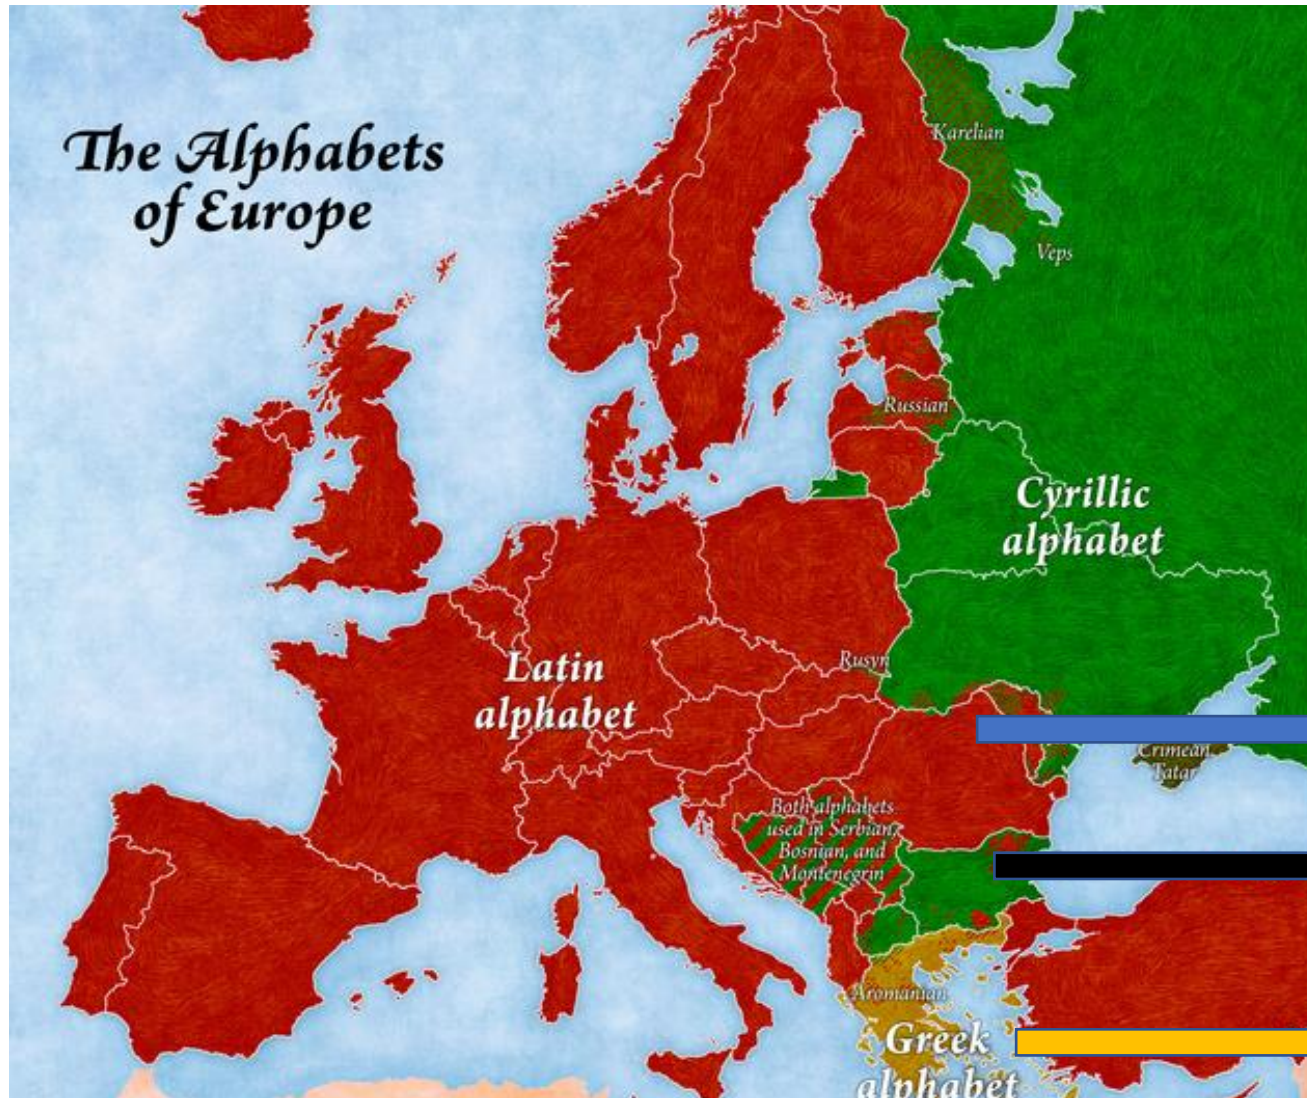 The Alphabets
of Europe
Karelian
Veps
Russian
Cyrillic
alphabet
Rusyn
Latin
alphabet
Crimean
Tatar
Both alphabets
used in Serbian,
Bosnian, and
Montenegrin
Aromanian
Greek
alphabet